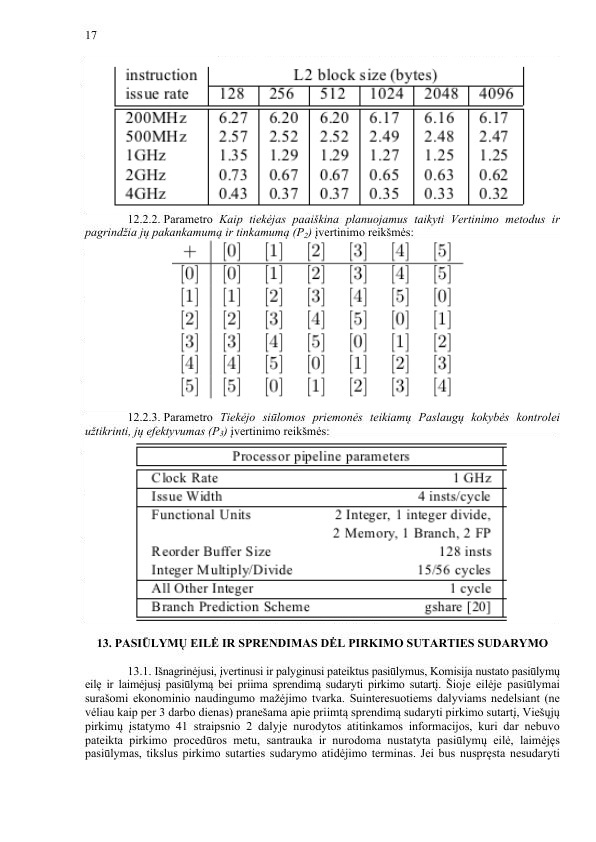 17
instruction L2 block size (bytes)
issue rate 128 256 512 1024 2048 4096
200MHz 6.27 6.20 6.20 6.17 6.16 6.17
500MHz 2.57 2.52 2.52 2.49 2.48 2.47
1GHz 1.35 1.29 1.29 1.27 1.25 1.25
2GHz 0.73 0.67 0.67 0.65 0.63 0.62
4GHz 0.43 0.37 0.37 0.35 0.33 0.32
12.2.2. Parametro Kaip tiekėjas paaiškina planuojamus taikyti Vertinimo metodus ir
pagrindžia jų pakankamumą ir tinkamumą (P2) įvertinimo reikšmės:
+ [0] [1] [2] [3] [4] [5]
[0] [0] [1] [2] [3] [4] [5]
[1] [1] [2] [3] [4] [5] [0]
[2] [2] [3] [4] [5] [0] [1]
[3] [3] [4] [5] [0] [1] [2]
[4] [4] [5] [0] [1] [2] [3]
[5] [5] [0] [1] [2] [3] [4]
12.2.3. Parametro Tiekėjo siūlomos priemonės teikiamų Paslaugų kokybės kontrolei
užtikrinti, jų efektyvumas (P3) įvertinimo reikšmės:
Processor pipeline parameters
Clock Rate 1 GHz
Issue Width 4 insts/cycle
Functional Units 2 Integer, 1 integer divide,
2 Memory, 1 Branch, 2 FP
Reorder Buffer Size 128 insts
Integer Multiply/Divide 15/56 cycles
All Other Integer 1 cycle
Branch Prediction Scheme gshare [20]
13. PASIŪLYMŲ EILĖ IR SPRENDIMAS DĖL PIRKIMO SUTARTIES SUDARYMO
13.1. Išnagrinėjusi, įvertinusi ir palyginusi pateiktus pasiūlymus, Komisija nustato pasiūlymų
eilę ir laimėjusį pasiūlymą bei priima sprendimą sudaryti pirkimo sutartį. Šioje eilėje pasiūlymai
surašomi ekonominio naudingumo mažėjimo tvarka. Suinteresuotiems dalyviams nedelsiant (ne
vėliau kaip per 3 darbo dienas) pranešama apie priimtą sprendimą sudaryti pirkimo sutartį, Viešųjų
pirkimų įstatymo 41 straipsnio 2 dalyje nurodytos atitinkamos informacijos, kuri dar nebuvo
pateikta pirkimo procedūros metu, santrauka ir nurodoma nustatyta pasiūlymų eilė, laimėjęs
pasiūlymas, tikslus pirkimo sutarties sudarymo atidėjimo terminas. Jei bus nuspręsta nesudaryti